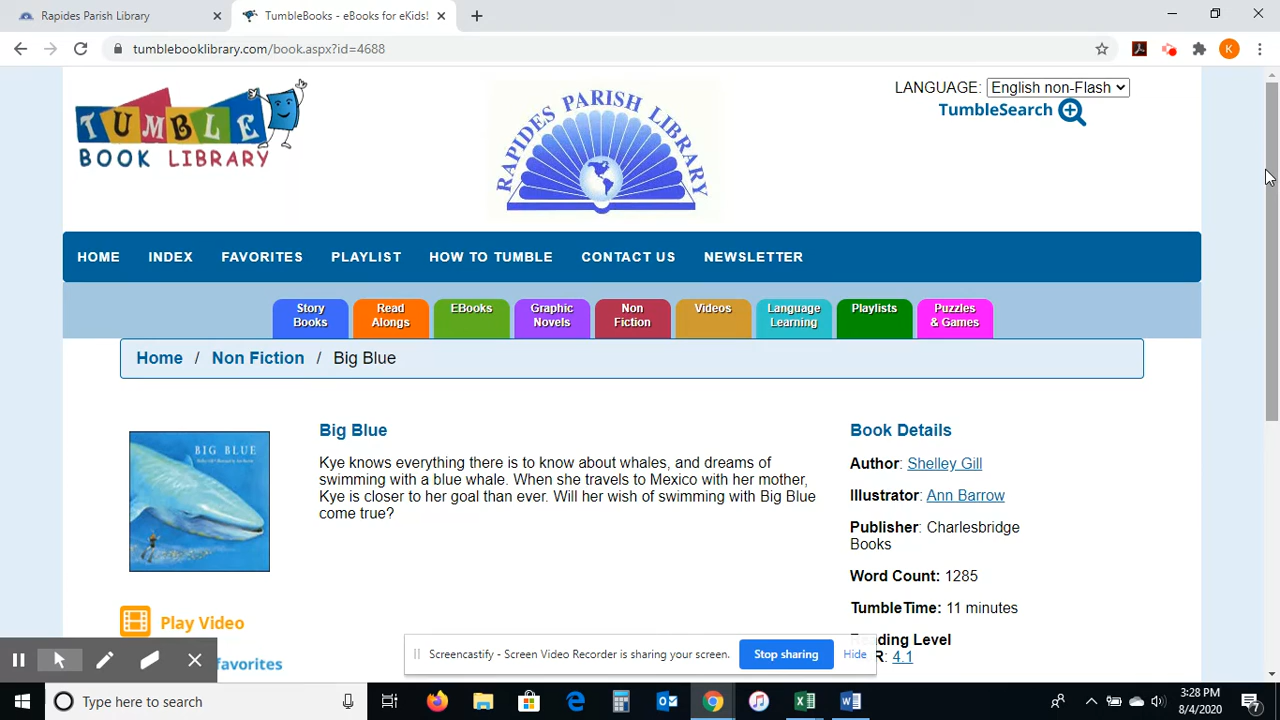 Rapides Parish Library
TumbleBooks - eBooks for eKids!
tumblebooklibrary.com/book.aspx?id=4688
K
TUMBLE
BOOK LIBRARY
RAPIDES PARISH LIBRARY
LANGUAGE: English non-Flash
TumbleSearch
HOME INDEX FAVORITES PLAYLIST HOW TO TUMBLE CONTACT US NEWSLETTER
Story Books
Read Alongs
EBooks
Graphic Novels
Non Fiction
Videos
Language Learning
Playlists
Puzzles & Games
Home / Non Fiction / Big Blue
BIG BLUE
Big Blue
Kye knows everything there is to know about whales, and dreams of
swimming with a blue whale. When she travels to Mexico with her mother,
Kye is closer to her goal than ever. Will her wish of swimming with Big Blue
come true?
Book Details
Author: Shelley Gill
Illustrator: Ann Barrow
Publisher: Charlesbridge
Books
Word Count: 1285
TumbleTime: 11 minutes
ding Level
R: 4.1
Play Video
favorites
Screencastify - Screen Video Recorder is sharing your screen. Stop sharing Hide
Type here to search
3:28 PM
8/4/2020
7